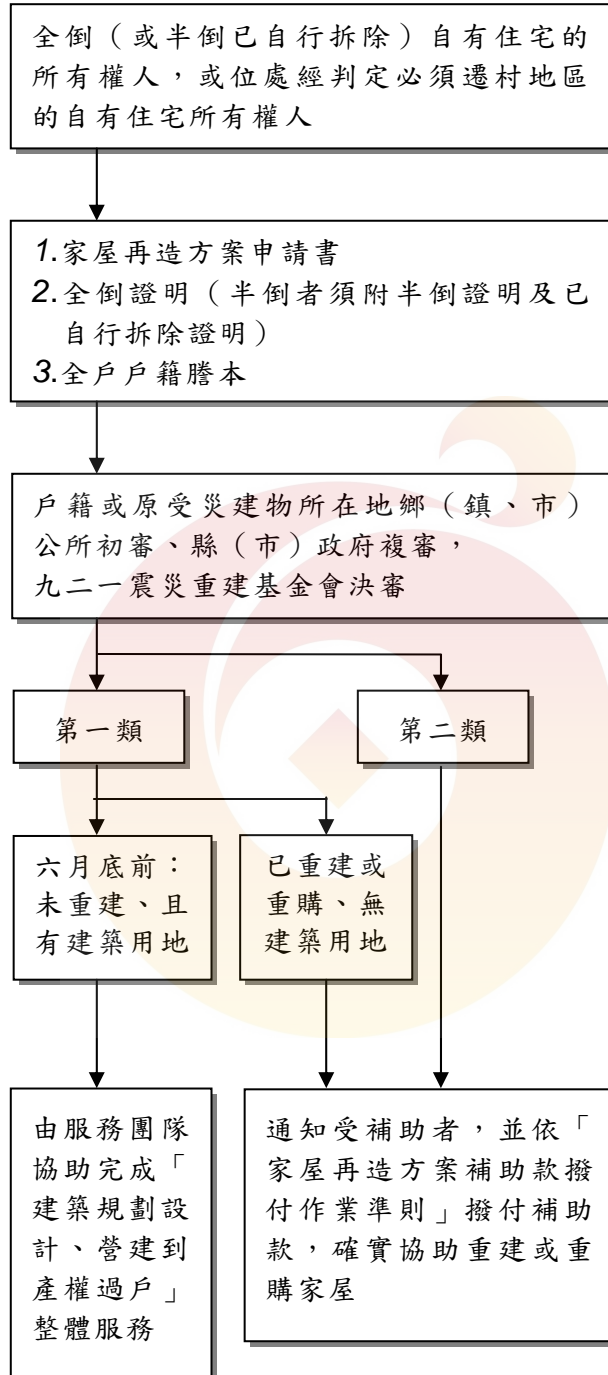 全倒（或半倒已自行拆除）自有住宅的
所有權人，或位處經判定必須遷村地區
的自有住宅所有權人
1.家屋再造方案申請書
2.全倒證明（半倒者須附半倒證明及已
自行拆除證明）
3.全戶戶籍謄本
戶籍或原受災建物所在地鄉（鎮、市）
公所初審、縣（市）政府複審，
九二一震災重建基金會決審
第一類
第二類
六月底前：
未重建、且
有建築用地
已重建或
重購、無
建築用地
由服務團隊
協助完成「
建築規劃設
計、營建到
產權過戶」
整體服務
通知受補助者，並依「
家屋再造方案補助款撥
付作業準則」撥付補助
款，確實協助重建或重
購家屋